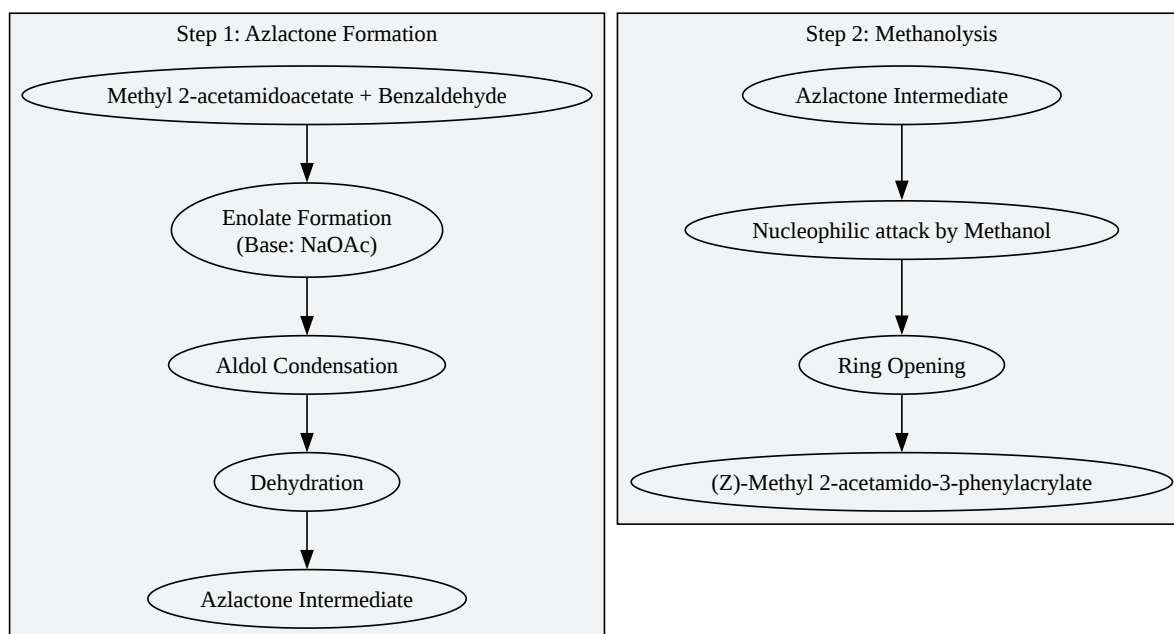 Step 1: Azlactone Formation
Methyl 2-acetamidoacetate + Benzaldehyde
Enolate Formation
(Base: NaOAc)
Aldol Condensation
Dehydration
Azlactone Intermediate
Step 2: Methanolysis
Azlactone Intermediate
Nucleophilic attack by Methanol
Ring Opening
(Z)-Methyl 2-acetamido-3-phenylacrylate